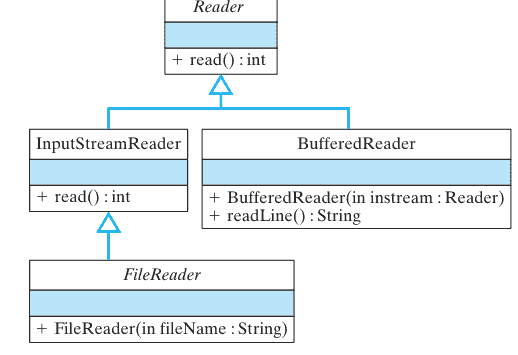 Reader
+ read() : int
InputStreamReader
+ read() : int
BufferedReader
+ BufferedReader(in instream : Reader)
+ readLine() : String
FileReader
+ FileReader(in fileName : String)